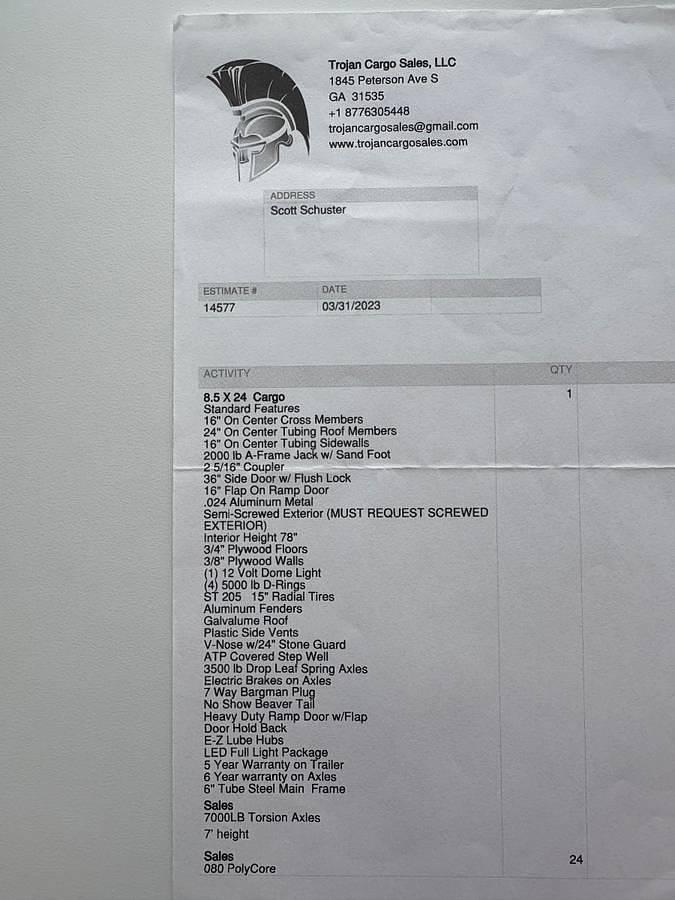 Trojan Cargo Sales, LLC
1845 Peterson Ave S
GA 31535
+1 8776305448
trojancargosales@gmail.com
www.trojancargosales.com
ADDRESS
Scott Schuster
ESTIMATE # DATE
14577 03/31/2023
ACTIVITY QTY
8.5 X 24 Cargo 1
Standard Features
16" On Center Cross Members
24" On Center Tubing Roof Members
16" On Center Tubing Sidewalls
2000 lb A-Frame Jack w/ Sand Foot
2 5/16" Coupler
36" Side Door w/ Flush Lock
16" Flap On Ramp Door
.024 Aluminum Metal
Semi-Screwed Exterior (MUST REQUEST SCREWED
EXTERIOR)
Interior Height 78"
3/4" Plywood Floors
3/8" Plywood Walls
(1) 12 Volt Dome Light
(4) 5000 lb D-Rings
ST 205 15" Radial Tires
Aluminum Fenders
Galvalume Roof
Plastic Side Vents
V-Nose w/24" Stone Guard
ATP Covered Step Well
3500 lb Drop Leaf Spring Axles
Electric Brakes on Axles
7 Way Bargman Plug
No Show Beaver Tail
Heavy Duty Ramp Door w/Flap
Door Hold Back
E-Z Lube Hubs
LED Full Light Package
5 Year Warranty on Trailer
6 Year warranty on Axles
6" Tube Steel Main Frame
Sales
7000LB Torsion Axles
7' height
Sales 24
080 PolyCore